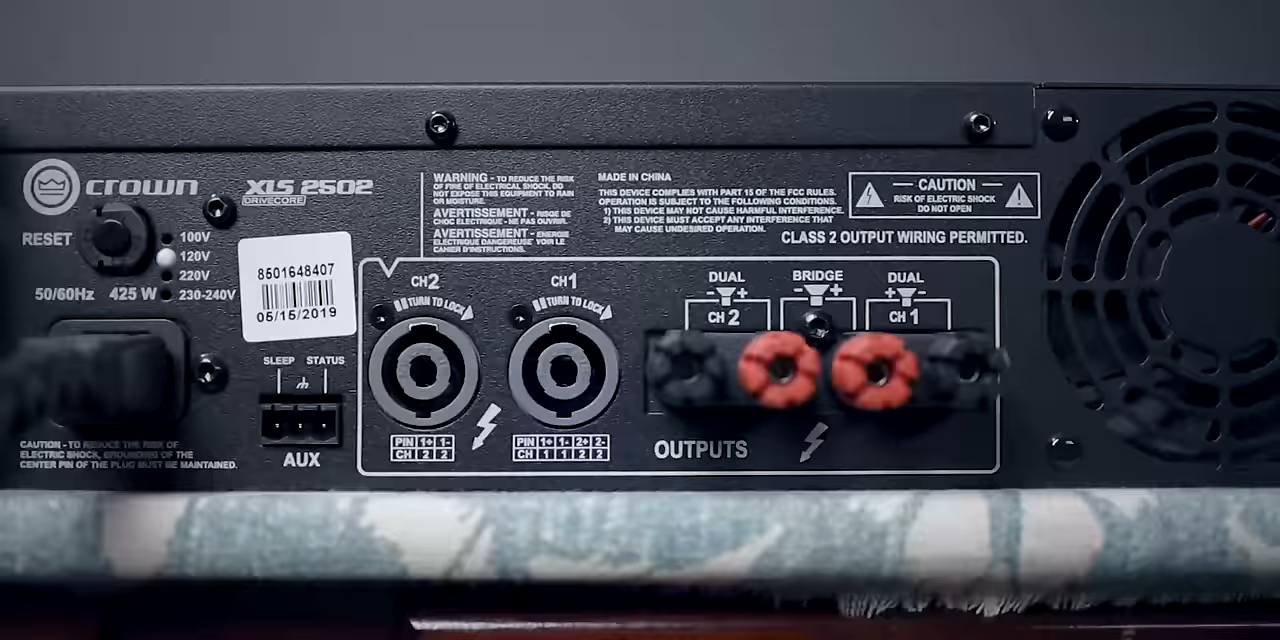 crown
XLS 2502
DRIVECORE
RESET
100V
120V
220V
230-240V
50/60Hz 425 W
8501648407
05/15/2019
WARNING - TO REDUCE THE RISK
OF FIRE OF ELECTRICAL SHOCK, DO
NOT EXPOSE THIS EQUIPMENT TO RAIN
OR MOISTURE.
AVERTISSEMENT - RISQE DE
CHOC ELECTRIQUE - NE PAS OUVRIR.
AVERTISSEMENT - ENERGIE
ELECTRIQUE DANGEREUSE VOIR LE
CAHIER D'INSTRUCTIONS.
MADE IN CHINA
THIS DEVICE COMPLIES WITH PART 15 OF THE FCC RULES.
OPERATION IS SUBJECT TO THE FOLLOWING CONDITIONS.
1) THIS DEVICE MAY NOT CAUSE HARMFUL INTERFERENCE.
2) THIS DEVICE MUST ACCEPT ANY INTERFERENCE THAT
MAY CAUSE UNDESIRED OPERATION.
CAUTION
RISK OF ELECTRIC SHOCK
DO NOT OPEN
CLASS 2 OUTPUT WIRING PERMITTED.
SLEEP STATUS
AUX
CAUTION - TO REDUCE THE RISK OF
ELECTRIC SHOCK, GROUNDING OF THE
CENTER PIN OF THE PLUG MUST BE MAINTAINED.
CH2
TURN TO LOCK
PIN 1+ 1-
CH 2 2
CH1
TURN TO LOCK
PIN 1+ 1- 2+ 2-
CH 1 1 2 2
DUAL
- +
CH 2
BRIDGE
- +
DUAL
+ -
CH 1
OUTPUTS